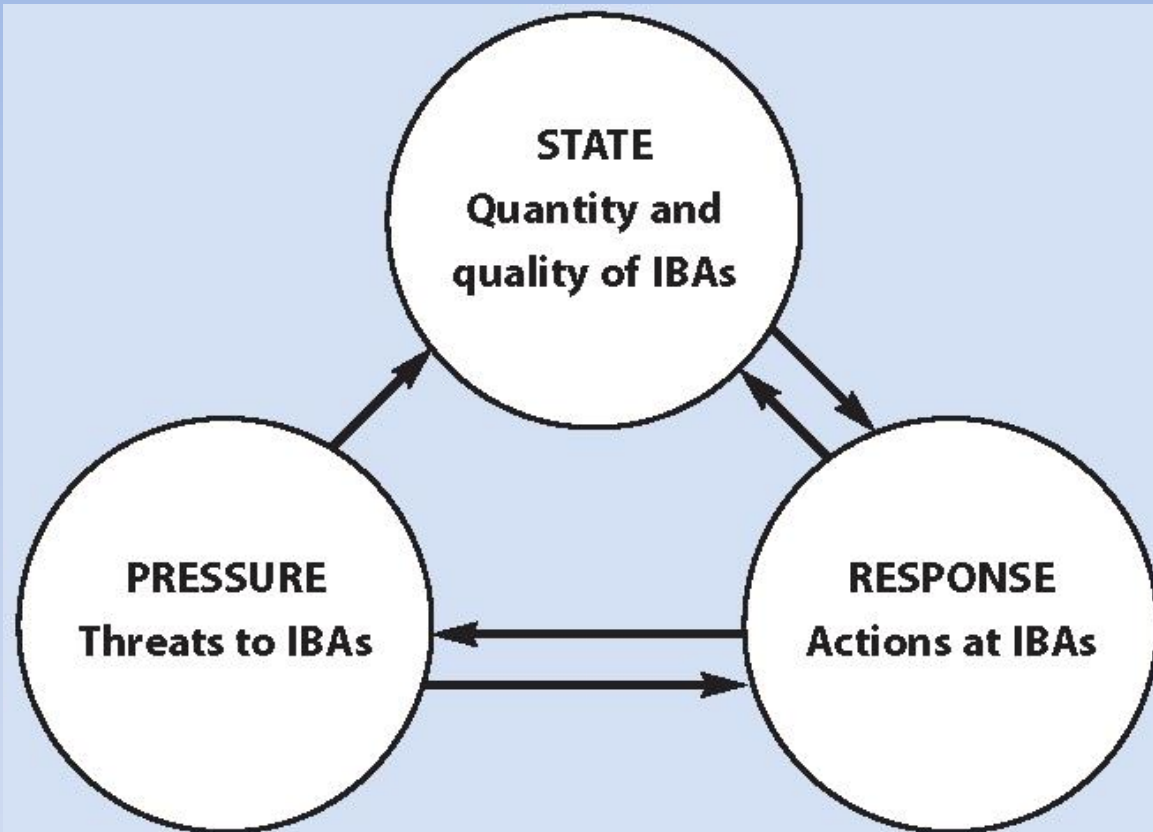 STATE
Quantity and
quality of IBAs
PRESSURE
Threats to IBAs
RESPONSE
Actions at IBAs